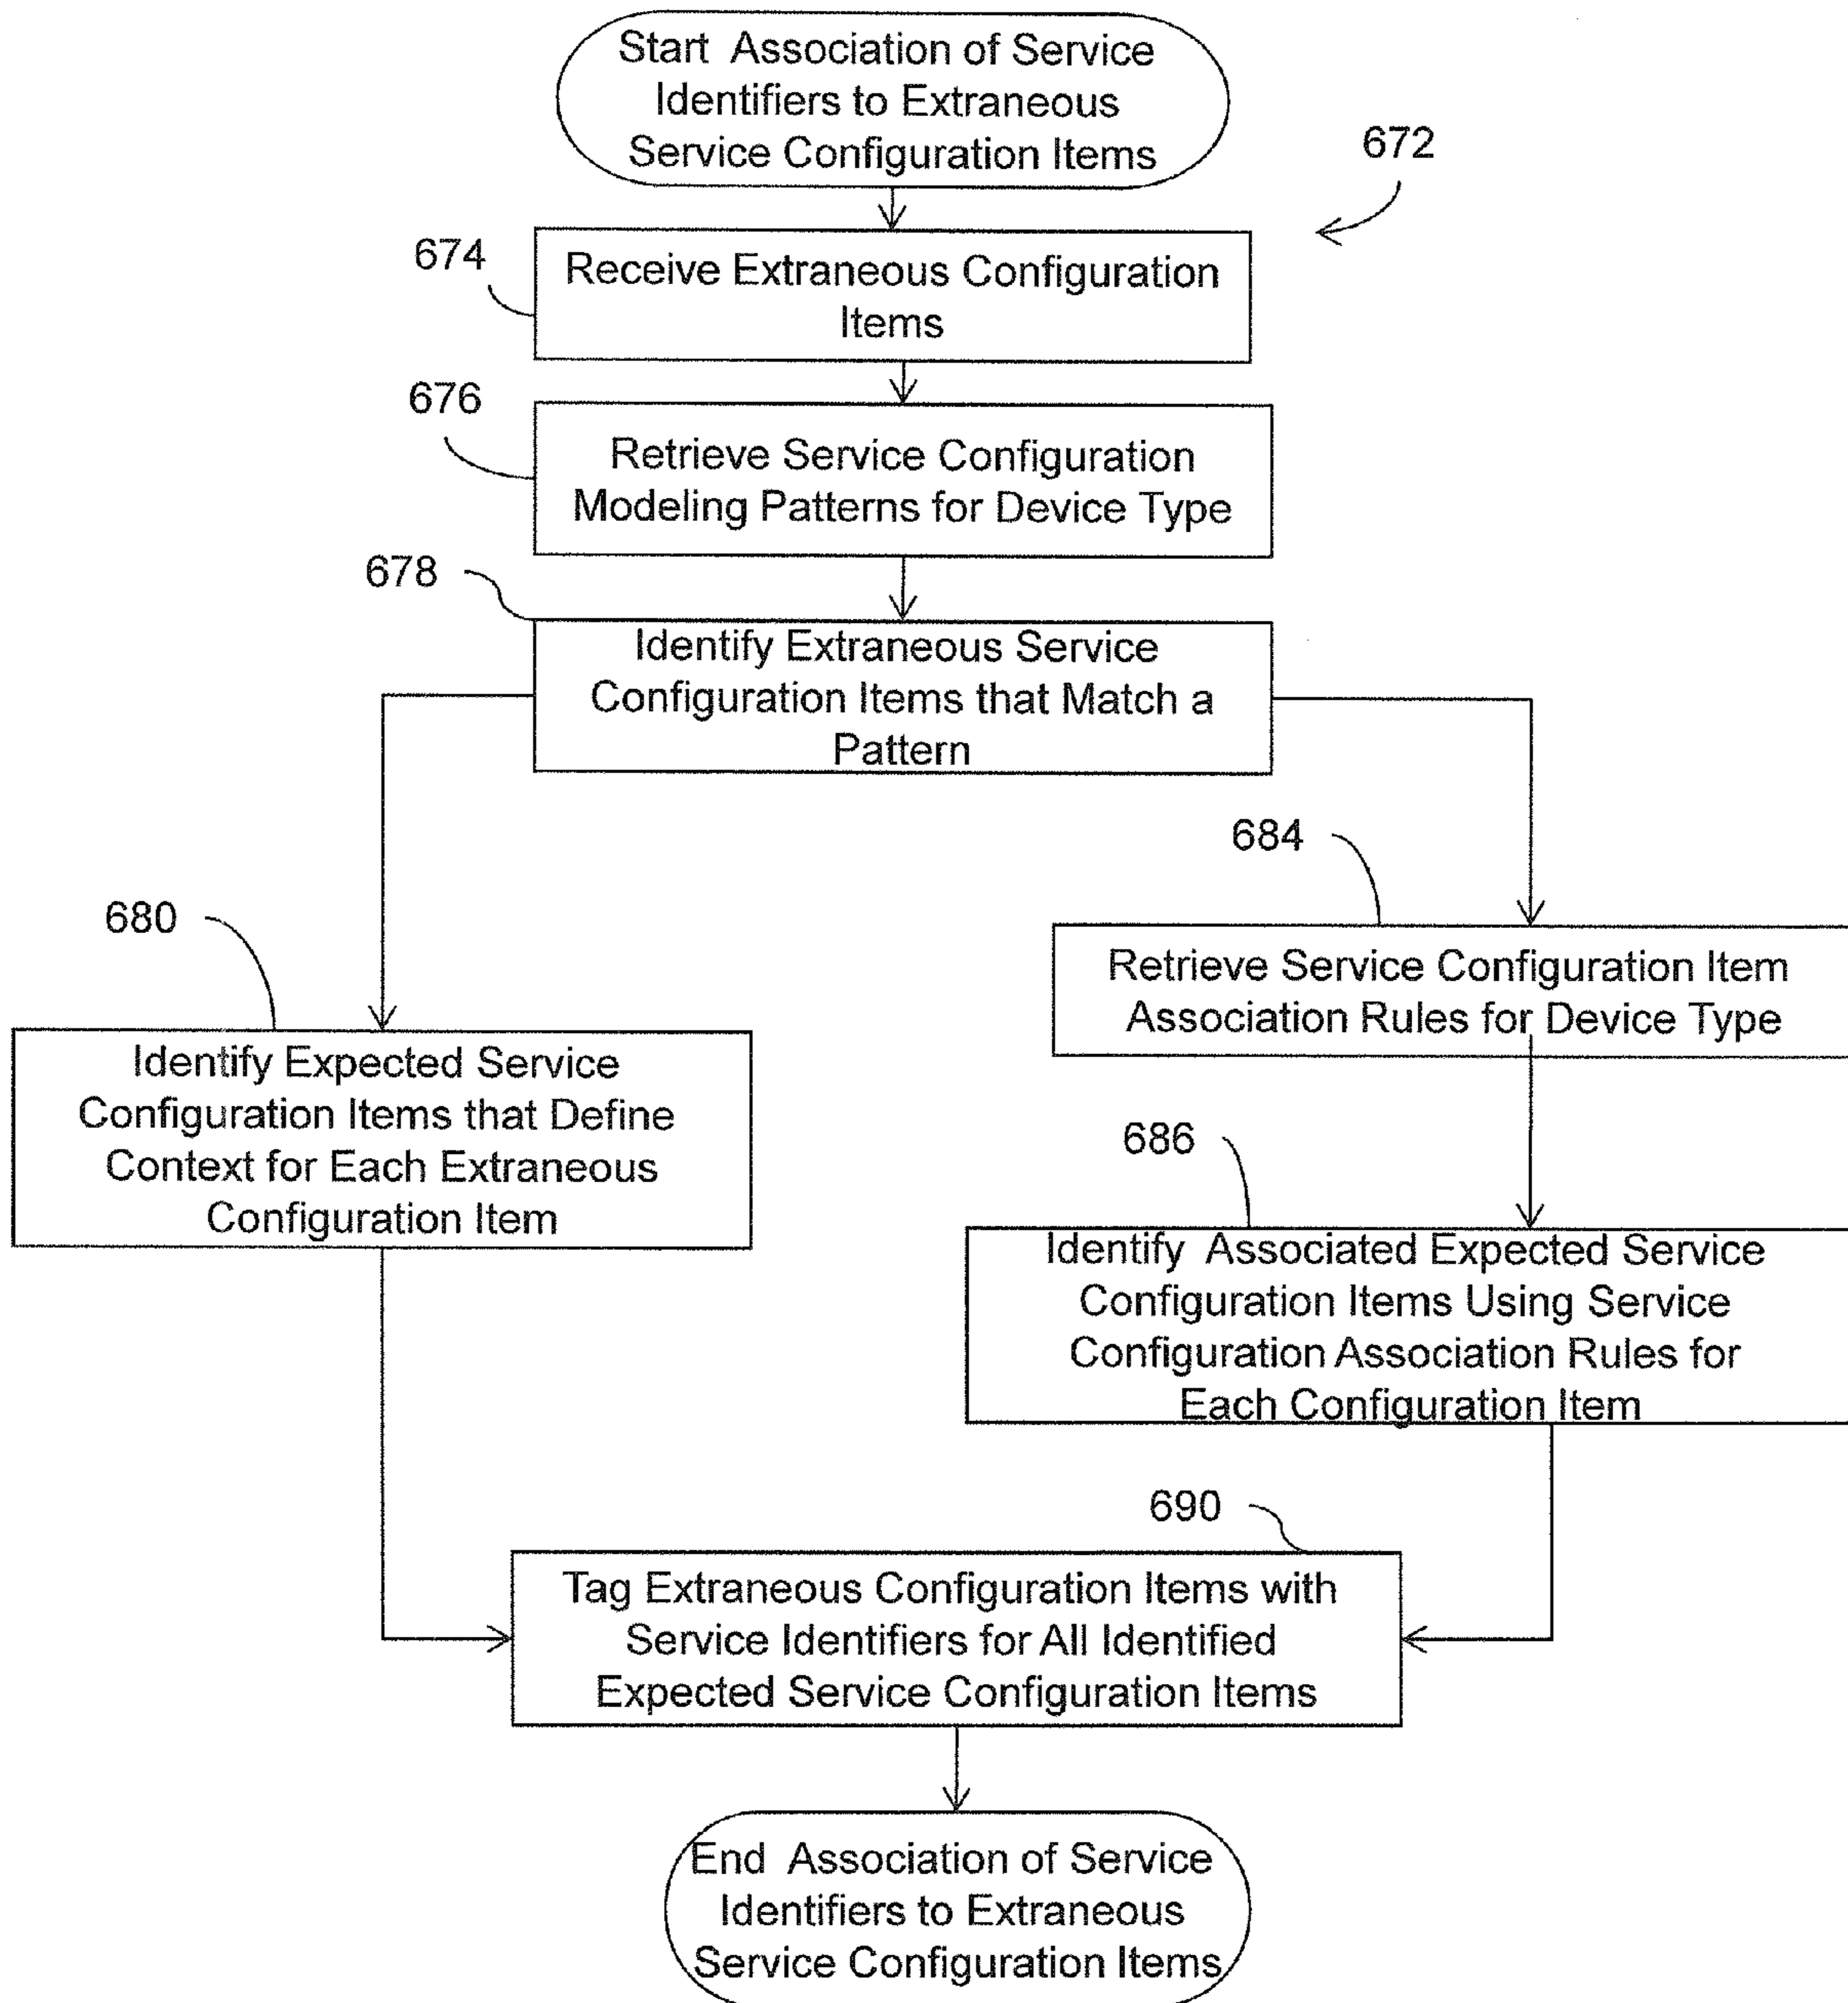 Start Association of Service
Identifiers to Extraneous
Service Configuration Items
672
674
Receive Extraneous Configuration
Items
676
Retrieve Service Configuration
Modeling Patterns for Device Type
678
Identify Extraneous Service
Configuration Items that Match a
Pattern
684
680
Retrieve Service Configuration Item
Association Rules for Device Type
Identify Expected Service
Configuration Items that Define
Context for Each Extraneous
Configuration Item
686
Identify Associated Expected Service
Configuration Items Using Service
Configuration Association Rules for
Each Configuration Item
690
Tag Extraneous Configuration Items with
Service Identifiers for All Identified
Expected Service Configuration Items
End Association of Service
Identifiers to Extraneous
Service Configuration Items